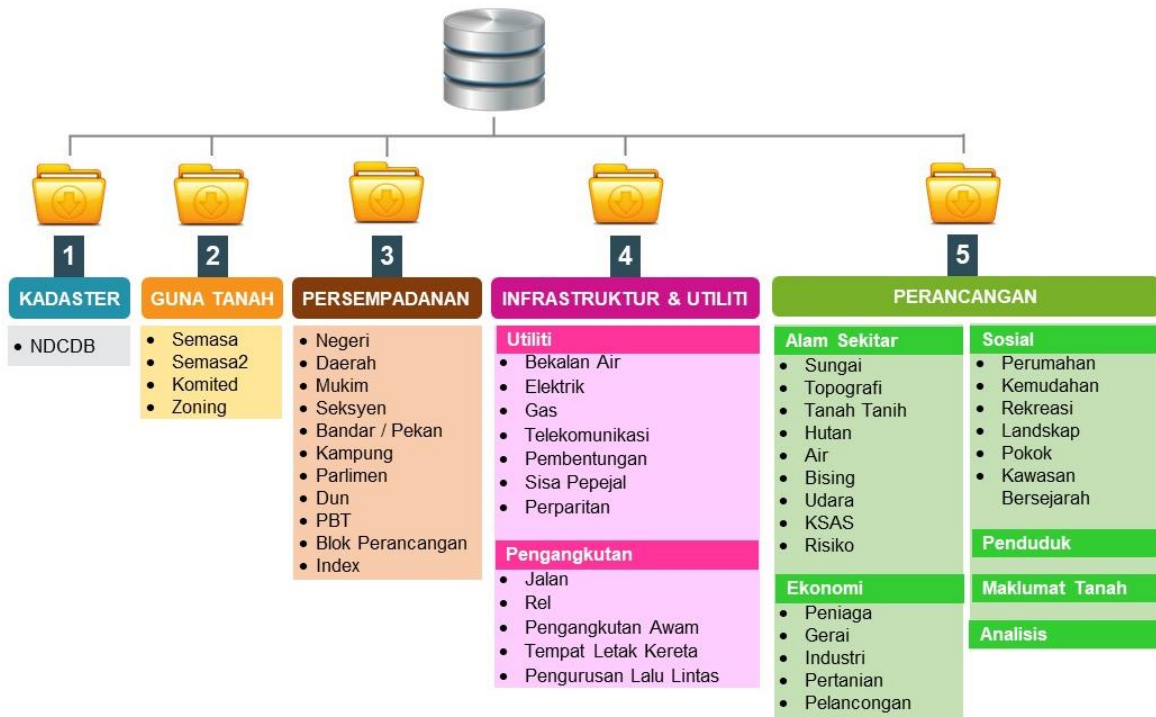 1
KADASTER
• NDCDB
2
GUNA TANAH
• Semasa
• Semasa2
• Komited
• Zoning
3
PERSEMPADANAN
• Negeri
• Daerah
• Mukim
• Seksyen
• Bandar / Pekan
• Kampung
• Parlimen
• Dun
• PBT
• Blok Perancangan
• Index
4
INFRASTRUKTUR & UTILITI
Utiliti
• Bekalan Air
• Elektrik
• Gas
• Telekomunikasi
• Pembentungan
• Sisa Pepejal
• Perparitan
Pengangkutan
• Jalan
• Rel
• Pengangkutan Awam
• Tempat Letak Kereta
• Pengurusan Lalu Lintas
5
PERANCANGAN
Alam Sekitar
• Sungai
• Topografi
• Tanah Tanih
• Hutan
• Air
• Bising
• Udara
• KSAS
• Risiko
Ekonomi
• Peniaga
• Gerai
• Industri
• Pertanian
• Pelancongan
Sosial
• Perumahan
• Kemudahan
• Rekreasi
• Landskap
• Pokok
• Kawasan
Bersejarah
Penduduk
Maklumat Tanah
Analisis